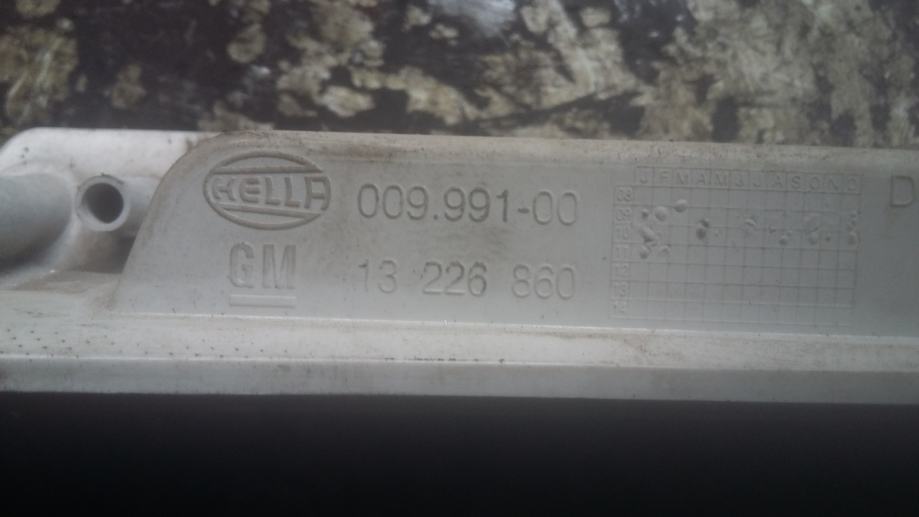 HELLA 009.991-00
GM 13 226 860
J F M A M J J A S O N D
D